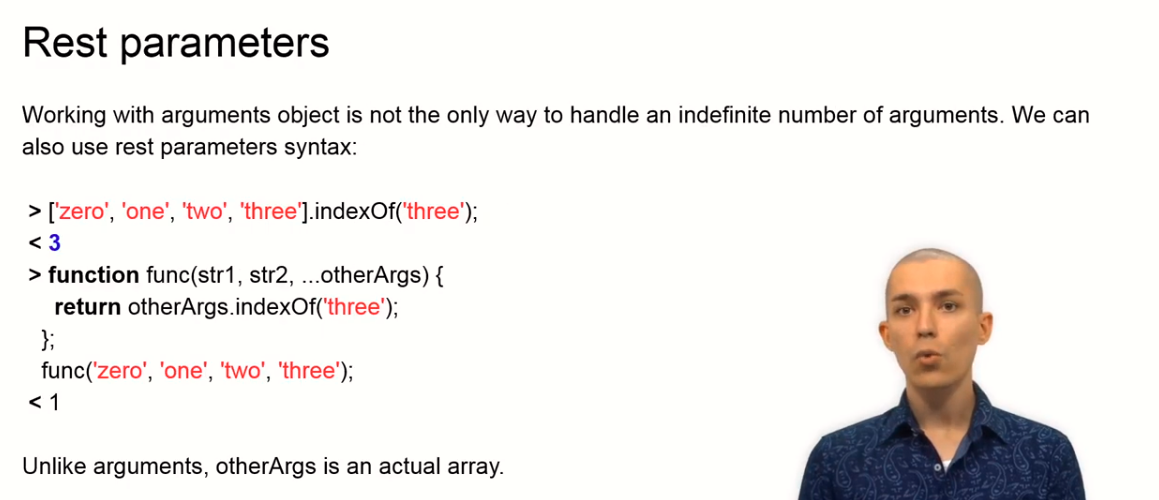 Rest parameters
Working with arguments object is not the only way to handle an indefinite number of arguments. We can
also use rest parameters syntax:
> ['zero', 'one', 'two', 'three'].indexOf('three');
< 3
> function func(str1, str2, ...otherArgs) {
return otherArgs.indexOf('three');
};
func('zero', 'one', 'two', 'three');
< 1
Unlike arguments, otherArgs is an actual array.